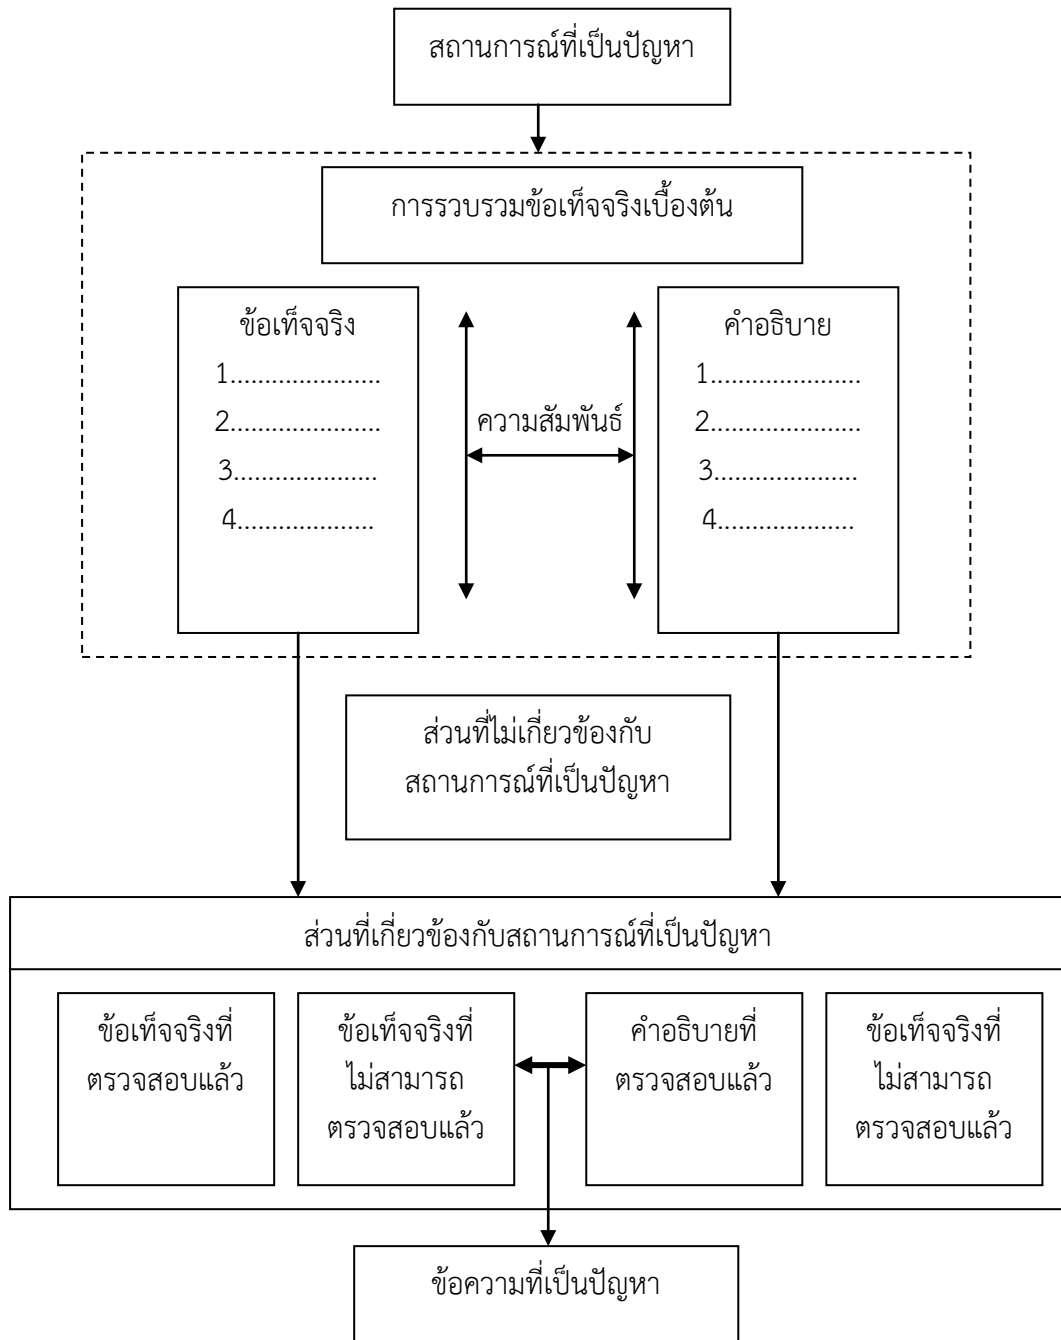 สถานการณ์ที่เป็นปัญหา
การรวบรวมข้อเท็จจริงเบื้องต้น
ข้อเท็จจริง
1......................
2......................
3.....................
4....................
ความสัมพันธ์
คำอธิบาย
1......................
2......................
3.....................
4....................
ส่วนที่ไม่เกี่ยวข้องกับ
สถานการณ์ที่เป็นปัญหา
ส่วนที่เกี่ยวข้องกับสถานการณ์ที่เป็นปัญหา
ข้อเท็จจริงที่
ตรวจสอบแล้ว
ข้อเท็จจริงที่
ไม่สามารถ
ตรวจสอบแล้ว
คำอธิบายที่
ตรวจสอบแล้ว
ข้อเท็จจริงที่
ไม่สามารถ
ตรวจสอบแล้ว
ข้อความที่เป็นปัญหา